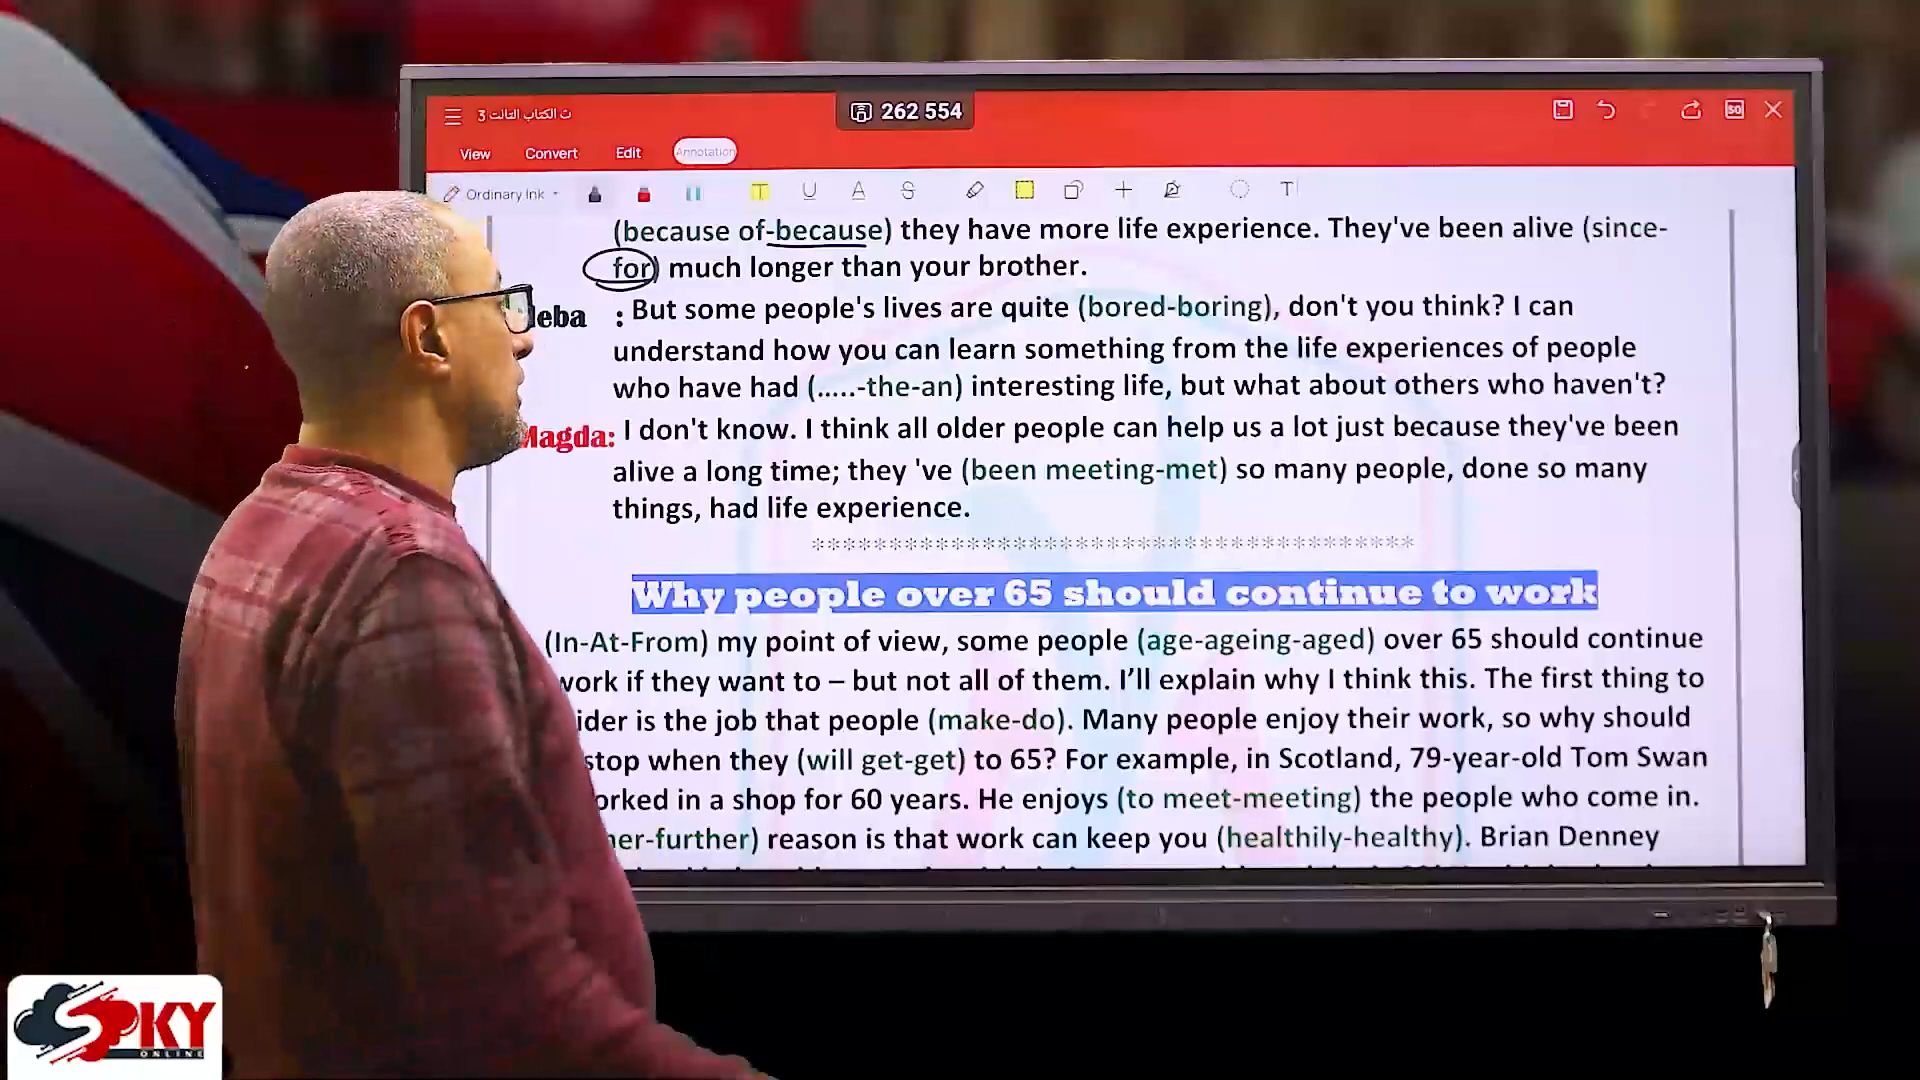 ث الكتاب الثالث 3
262 554
View Convert Edit Annotation
Ordinary Ink
(because of-because) they have more life experience. They've been alive (since-
for) much longer than your brother.
eba : But some people's lives are quite (bored-boring), don't you think? I can
understand how you can learn something from the life experiences of people
who have had (.....-the-an) interesting life, but what about others who haven't?
Magda: I don't know. I think all older people can help us a lot just because they've been
alive a long time; they 've (been meeting-met) so many people, done so many
things, had life experience.
***************************************
Why people over 65 should continue to work
(In-At-From) my point of view, some people (age-ageing-aged) over 65 should continue
work if they want to – but not all of them. I'll explain why I think this. The first thing to
ider is the job that people (make-do). Many people enjoy their work, so why should
stop when they (will get-get) to 65? For example, in Scotland, 79-year-old Tom Swan
orked in a shop for 60 years. He enjoys (to meet-meeting) the people who come in.
her-further) reason is that work can keep you (healthily-healthy). Brian Denney
SKY
ONLINE